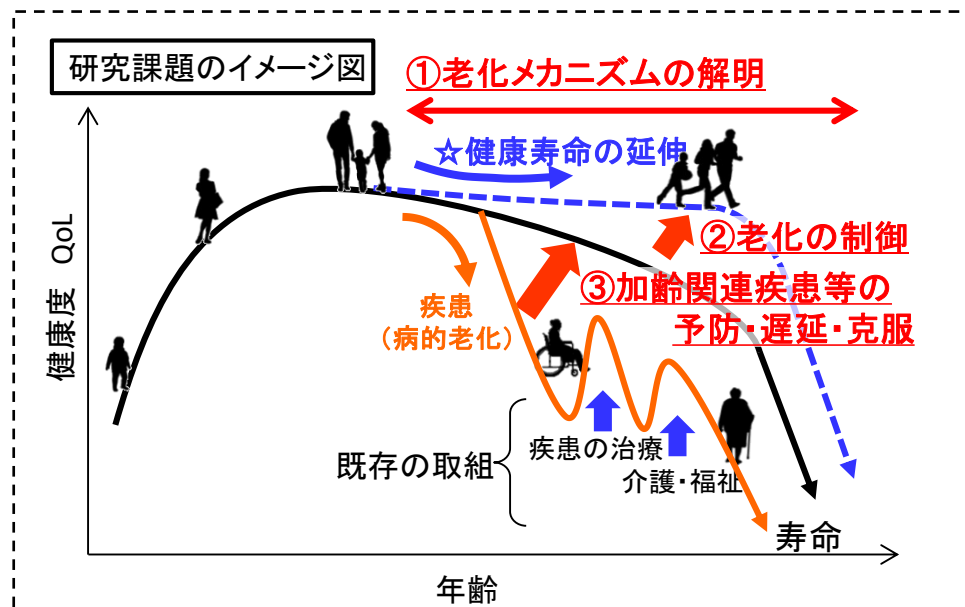 研究課題のイメージ図
①老化メカニズムの解明
☆健康寿命の延伸
②老化の制御
③加齢関連疾患等の
予防・遅延・克服
疾患
(病的老化)
健康度 QoL
既存の取組
疾患の治療
介護・福祉
寿命
年齢